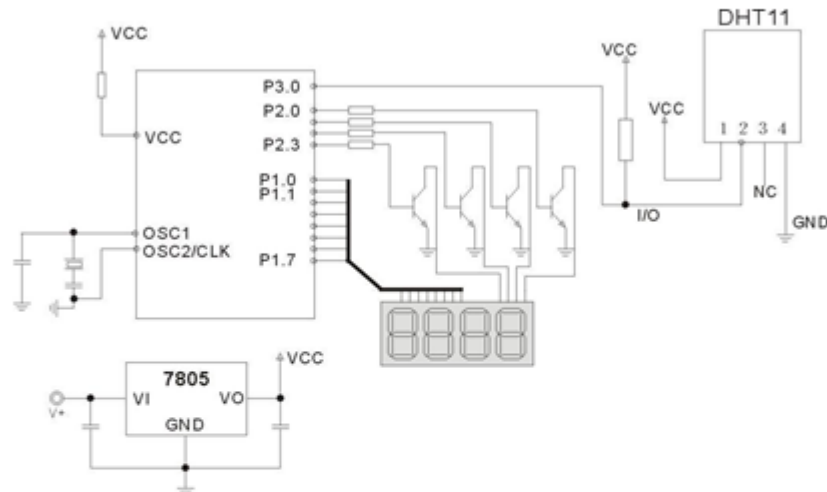 DHT11
VCC
VCC
P3.0
P2.0
VCC
VCC
P2.3
1 2 3 4
P1.0
P1.1
NC
I/O
GND
OSC1
OSC2/CLK
P1.7
VCC
7805
V+
VI
VO
GND